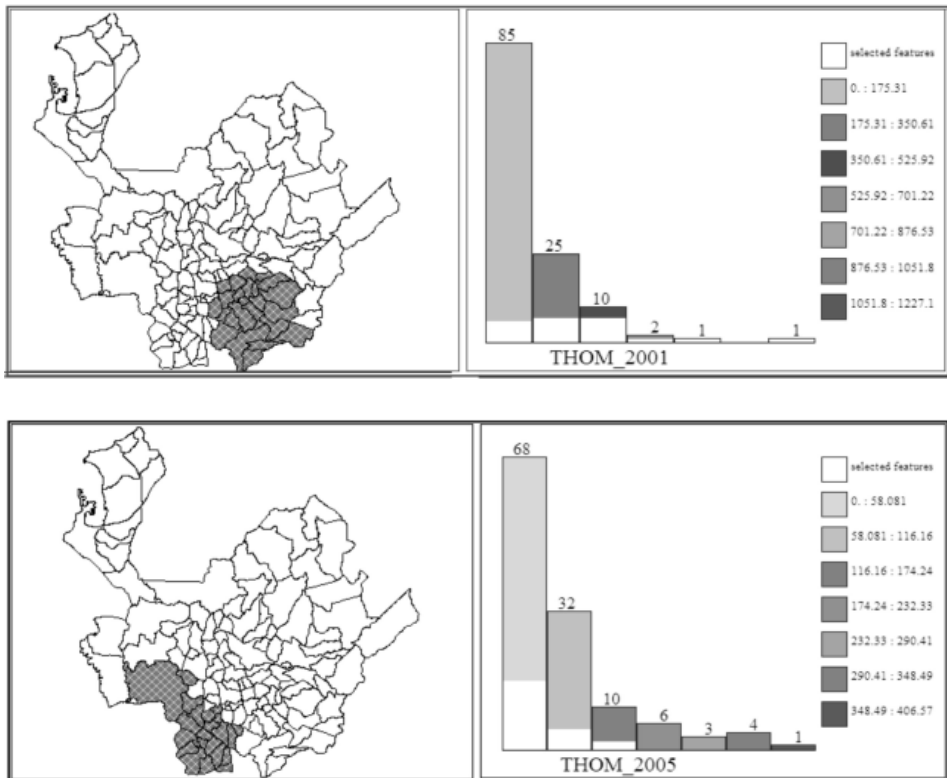 85
selected features
0. : 175.31
175.31 : 350.61
350.61 : 525.92
525.92 : 701.22
701.22 : 876.53
876.53 : 1051.8
1051.8 : 1227.1
25
10
2
1
1
THOM_2001
68
selected features
0. : 58.081
58.081 : 116.16
116.16 : 174.24
174.24 : 232.33
232.33 : 290.41
290.41 : 348.49
348.49 : 406.57
32
10
6
3
4
1
THOM_2005